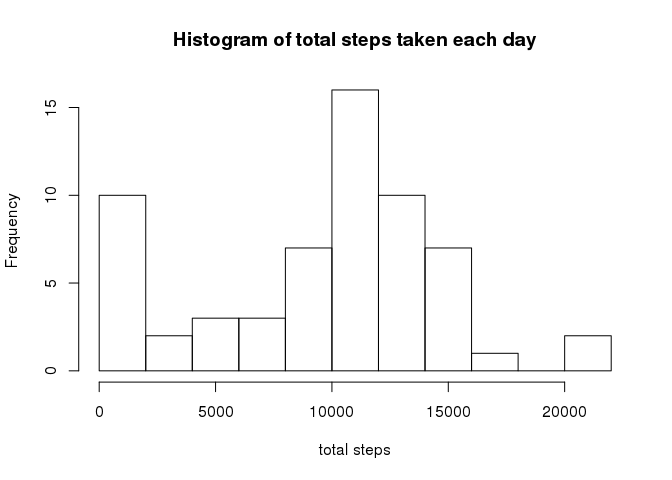 Histogram of total steps taken each day
Frequency
15
10
5
0
0 5000 10000 15000 20000
total steps